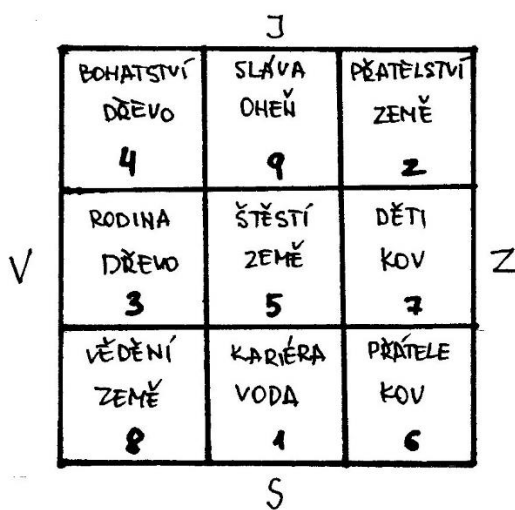 J
BOHATSTVÍ
DŘEVO
4
SLÁVA
OHEŇ
9
PŘATELSTVÍ
ZEMĚ
2
V
RODINA
DŘEVO
3
ŠTĚSTÍ
ZEMĚ
5
DĚTI
KOV
7
Z
VĚDĚNÍ
ZEMĚ
8
KARIÉRA
VODA
1
PŘÁTELE
KOV
6
S